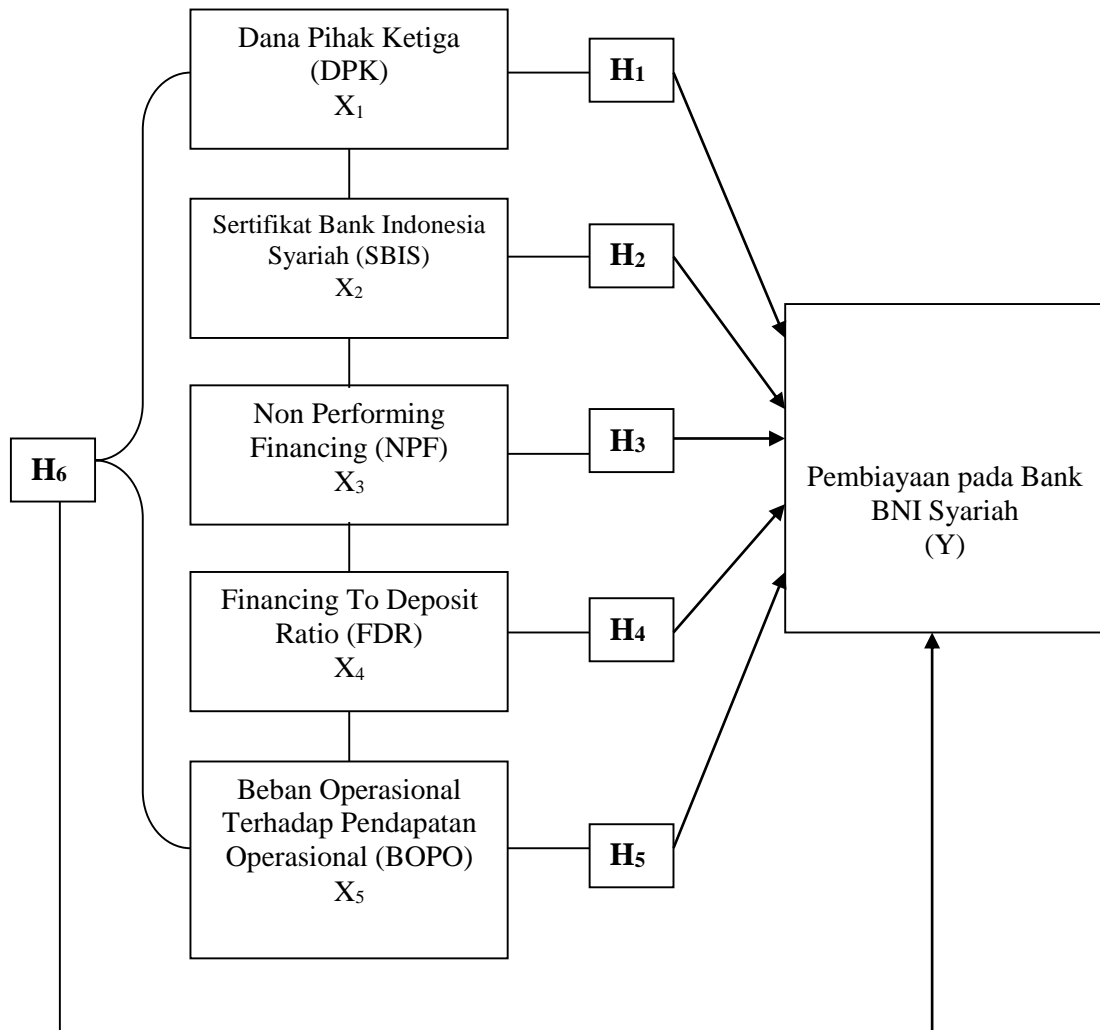 Dana Pihak Ketiga
(DPK)
X1
H1
Sertifikat Bank Indonesia
Syariah (SBIS)
X2
H2
Non Performing
Financing (NPF)
X3
H3
H6
Pembiayaan pada Bank
BNI Syariah
(Y)
Financing To Deposit
Ratio (FDR)
X4
H4
Beban Operasional
Terhadap Pendapatan
Operasional (BOPO)
X5
H5